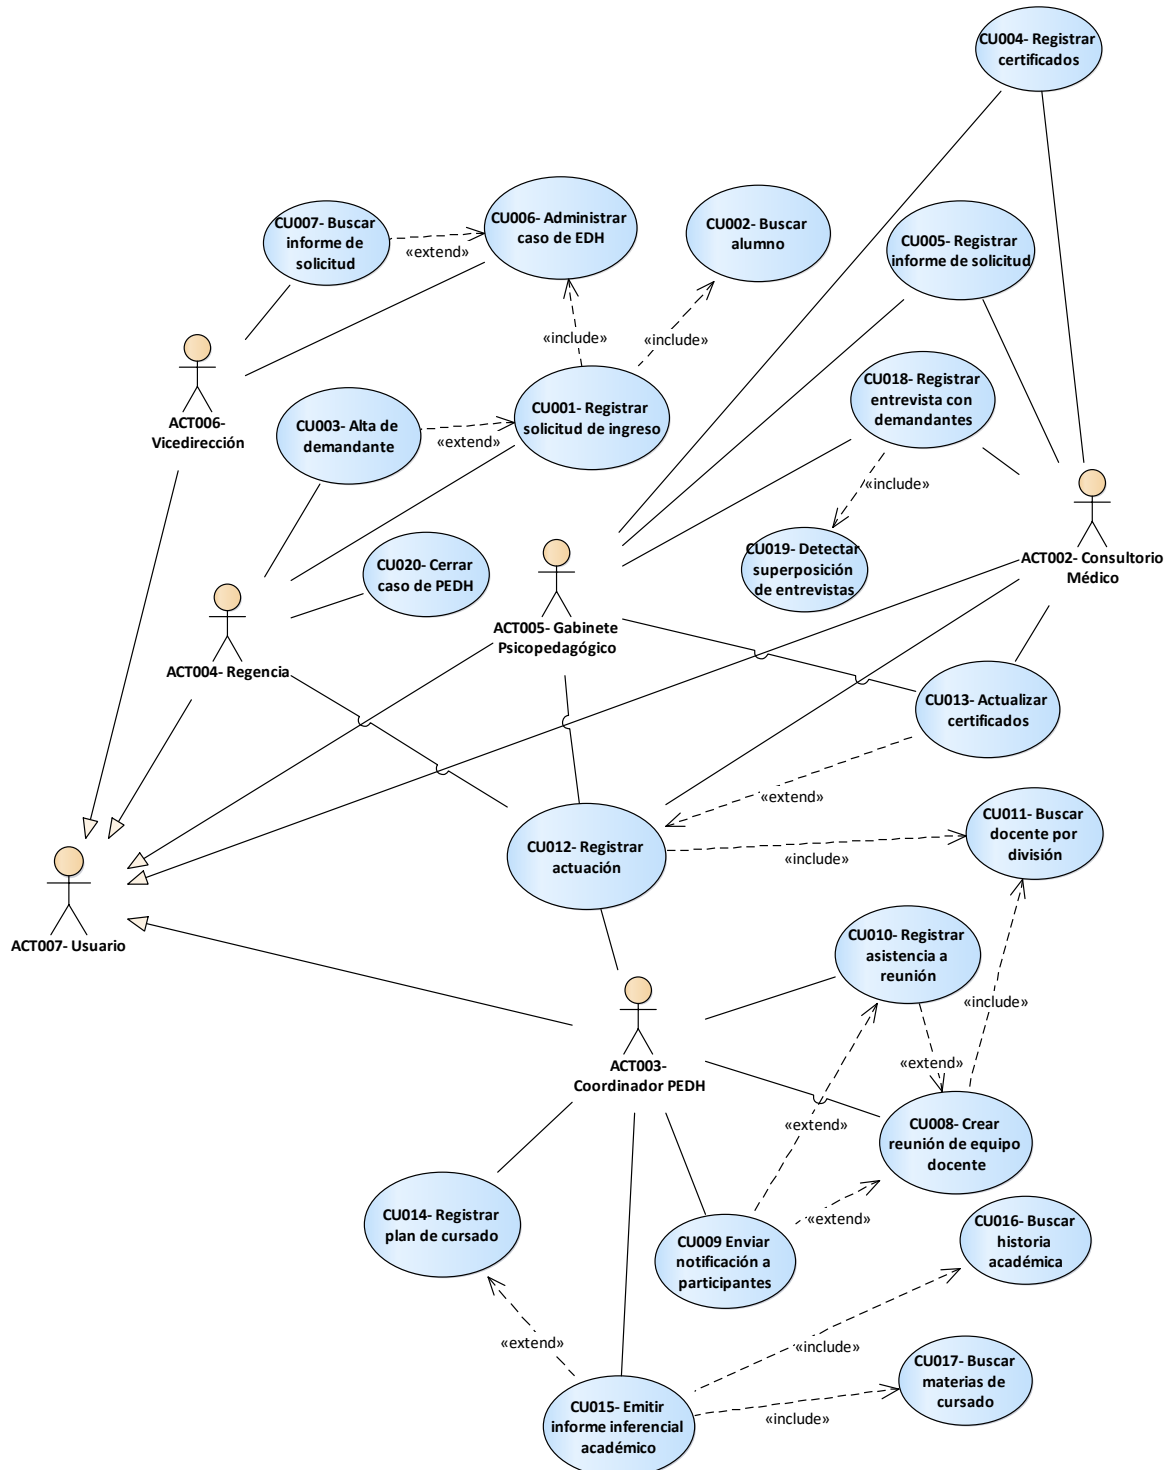 CU004- Registrar
certificados
CU007- Buscar
informe de
solicitud
«extend»
CU006- Administrar
caso de EDH
CU002- Buscar
alumno
CU005- Registrar
informe de solicitud
«include»
«include»
ACT006-
Vicedirección
CU003- Alta de
demandante
«extend»
CU001- Registrar
solicitud de ingreso
CU018- Registrar
entrevista con
demandantes
«include»
CU020- Cerrar
caso de PEDH
CU019- Detectar
superposición
de entrevistas
ACT002- Consultorio
Médico
ACT005- Gabinete
Psicopedagógico
ACT004- Regencia
CU013- Actualizar
certificados
«extend»
CU011- Buscar
docente por
división
CU012- Registrar
actuación
«include»
ACT007- Usuario
CU010- Registrar
asistencia a
reunión
«include»
ACT003-
Coordinador PEDH
«extend»
«extend»
CU008- Crear
reunión de equipo
docente
CU014- Registrar
plan de cursado
CU009 Enviar
notificación a
participantes
«extend»
CU016- Buscar
historia
académica
«extend»
«include»
CU017- Buscar
materias de
cursado
CU015- Emitir
informe inferencial
académico
«include»